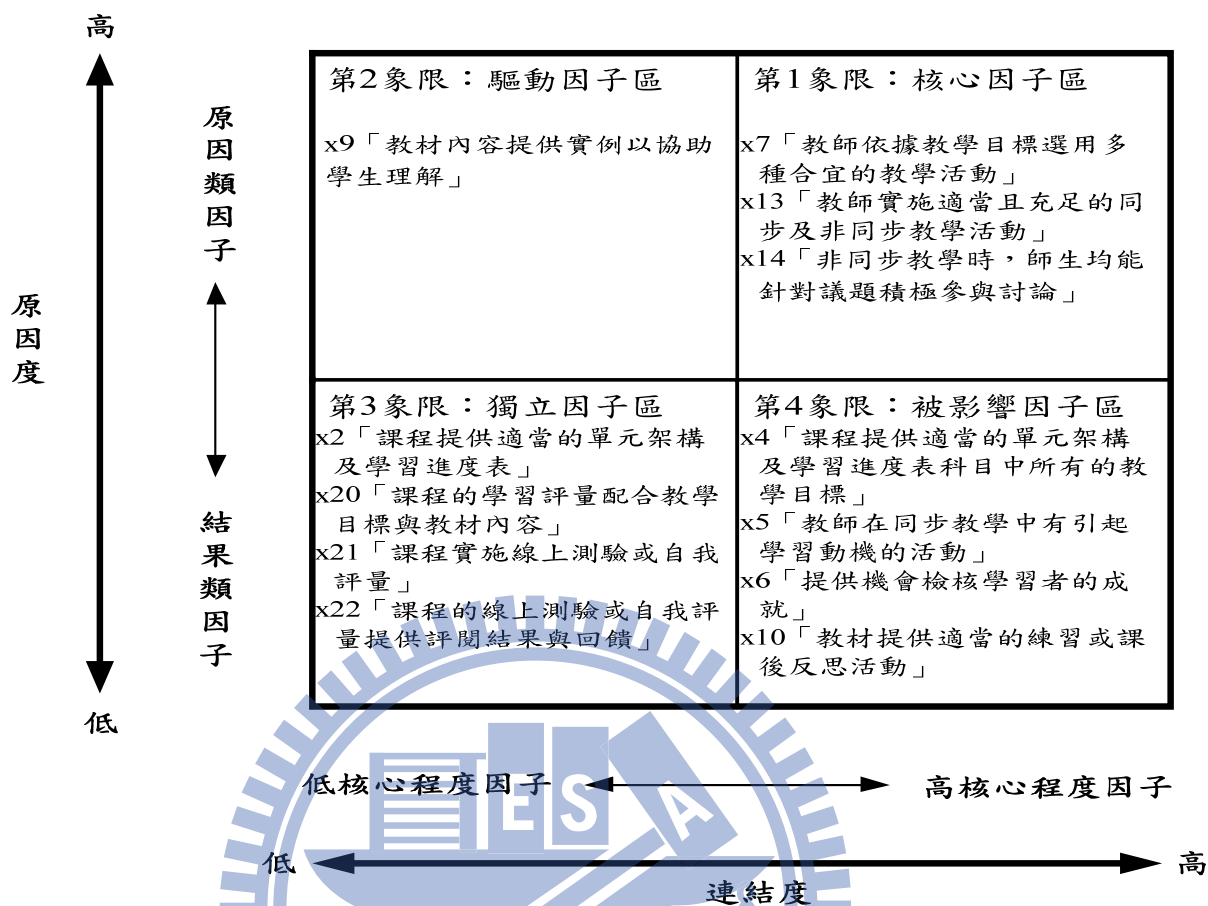 高
原因度
原因類因子
結果類因子
低
第2象限：驅動因子區
x9「教材內容提供實例以協助
學生理解」
第1象限：核心因子區
x7「教師依據教學目標選用多
種合宜的教學活動」
x13「教師實施適當且充足的同
步及非同步教學活動」
x14「非同步教學時，師生均能
針對議題積極參與討論」
第3象限：獨立因子區
x2「課程提供適當的單元架構
及學習進度表」
x20「課程的學習評量配合教學
目標與教材內容」
x21「課程實施線上測驗或自我
評量」
x22「課程的線上測驗或自我評
量提供評閱結果與回饋」
第4象限：被影響因子區
x4「課程提供適當的單元架構
及學習進度表科目中所有的教
學目標」
x5「教師在同步教學中有引起
學習動機的活動」
x6「提供機會檢核學習者的成
就」
x10「教材提供適當的練習或課
後反思活動」
低核心程度因子
高核心程度因子
低
高
連結度
ESA